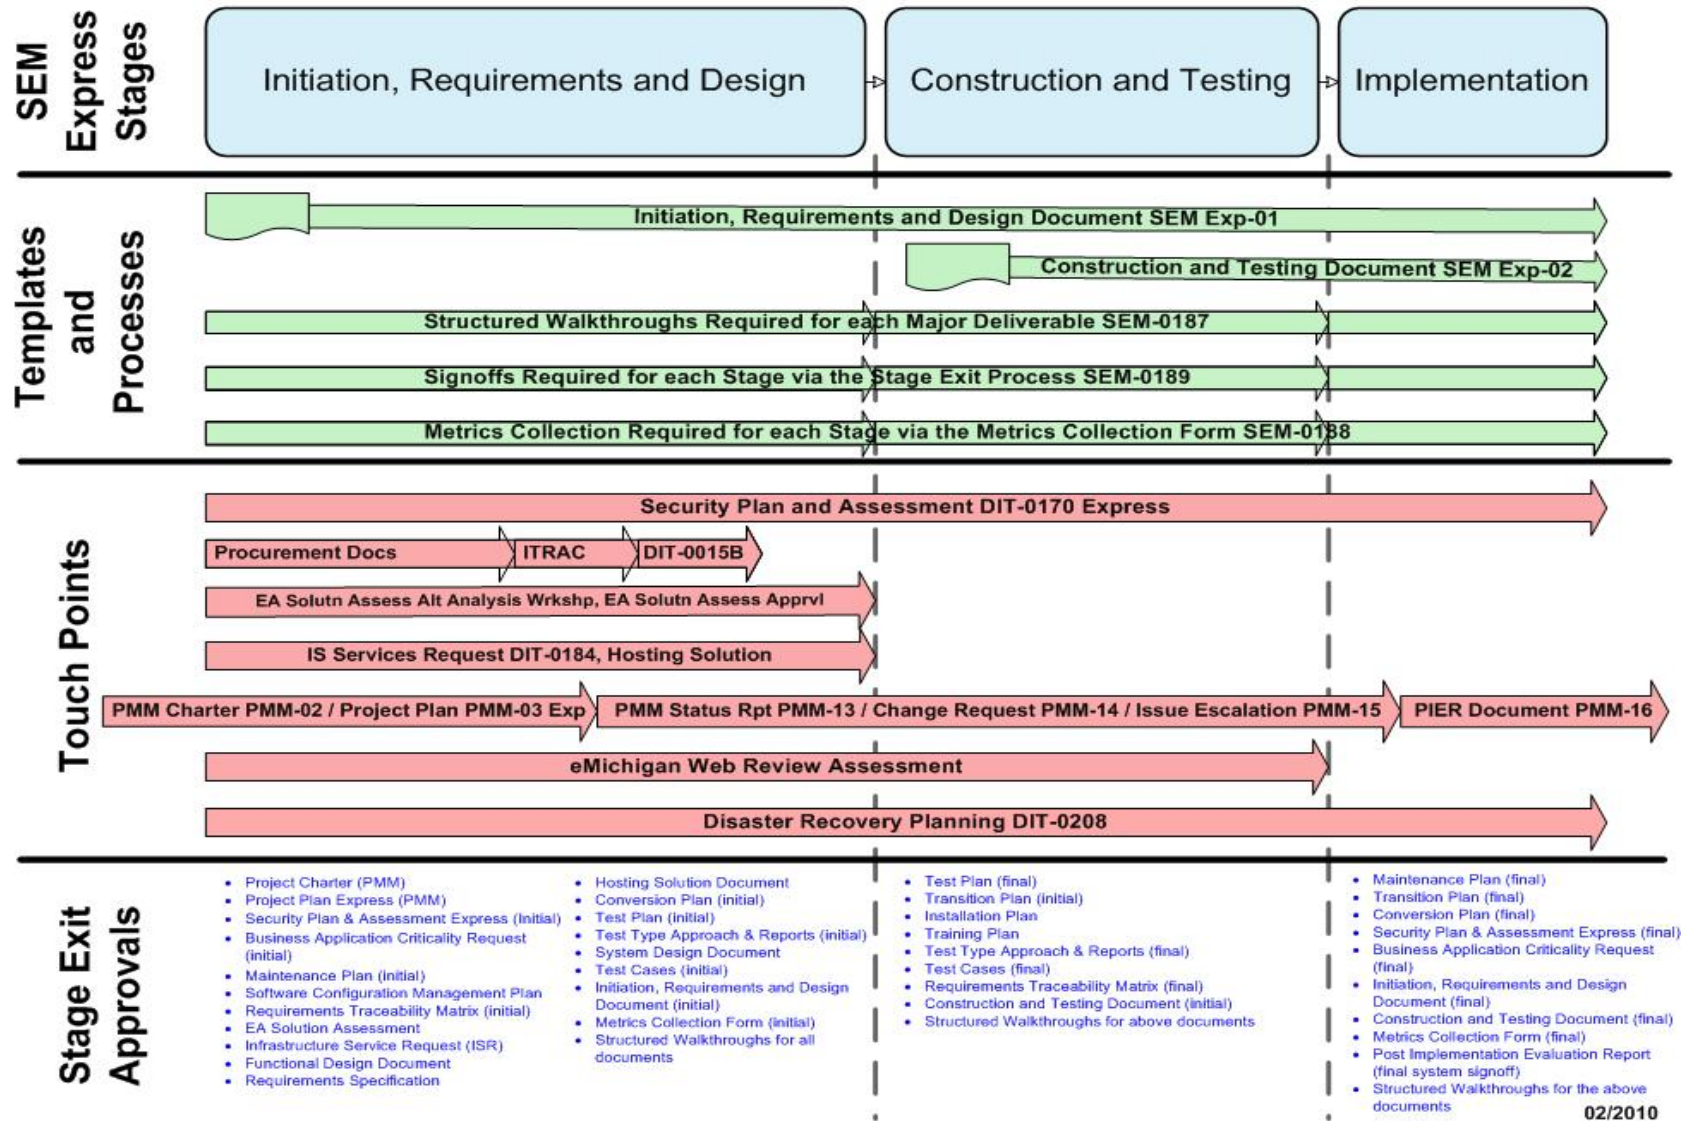 SEM
Express
Stages
Initiation, Requirements and Design
Construction and Testing
Implementation
Templates
and
Processes
Initiation, Requirements and Design Document SEM Exp-01
Construction and Testing Document SEM Exp-02
Structured Walkthroughs Required for each Major Deliverable SEM-0187
Signoffs Required for each Stage via the Stage Exit Process SEM-0189
Metrics Collection Required for each Stage via the Metrics Collection Form SEM-0188
Touch Points
Security Plan and Assessment DIT-0170 Express
Procurement Docs
ITRAC
DIT-0015B
EA Solutn Assess Alt Analysis Wrkshp, EA Solutn Assess Apprvl
IS Services Request DIT-0184, Hosting Solution
PMM Charter PMM-02 / Project Plan PMM-03 Exp
PMM Status Rpt PMM-13 / Change Request PMM-14 / Issue Escalation PMM-15
PIER Document PMM-16
eMichigan Web Review Assessment
Disaster Recovery Planning DIT-0208
Stage Exit
Approvals
• Project Charter (PMM)
• Project Plan Express (PMM)
• Security Plan & Assessment Express (Initial)
• Business Application Criticality Request
(initial)
• Maintenance Plan (initial)
• Software Configuration Management Plan
• Requirements Traceability Matrix (initial)
• EA Solution Assessment
• Infrastructure Service Request (ISR)
• Functional Design Document
• Requirements Specification
• Hosting Solution Document
• Conversion Plan (initial)
• Test Plan (initial)
• Test Type Approach & Reports (initial)
• System Design Document
• Test Cases (initial)
• Initiation, Requirements and Design
Document (initial)
• Metrics Collection Form (initial)
• Structured Walkthroughs for all
documents
• Test Plan (final)
• Transition Plan (initial)
• Installation Plan
• Training Plan
• Test Type Approach & Reports (final)
• Test Cases (final)
• Requirements Traceability Matrix (final)
• Construction and Testing Document (initial)
• Structured Walkthroughs for above documents
• Maintenance Plan (final)
• Transition Plan (final)
• Conversion Plan (final)
• Security Plan & Assessment Express (final)
• Business Application Criticality Request
(final)
• Initiation, Requirements and Design
Document (final)
• Construction and Testing Document (final)
• Metrics Collection Form (final)
• Post Implementation Evaluation Report
(final system signoff)
• Structured Walkthroughs for the above
documents
02/2010